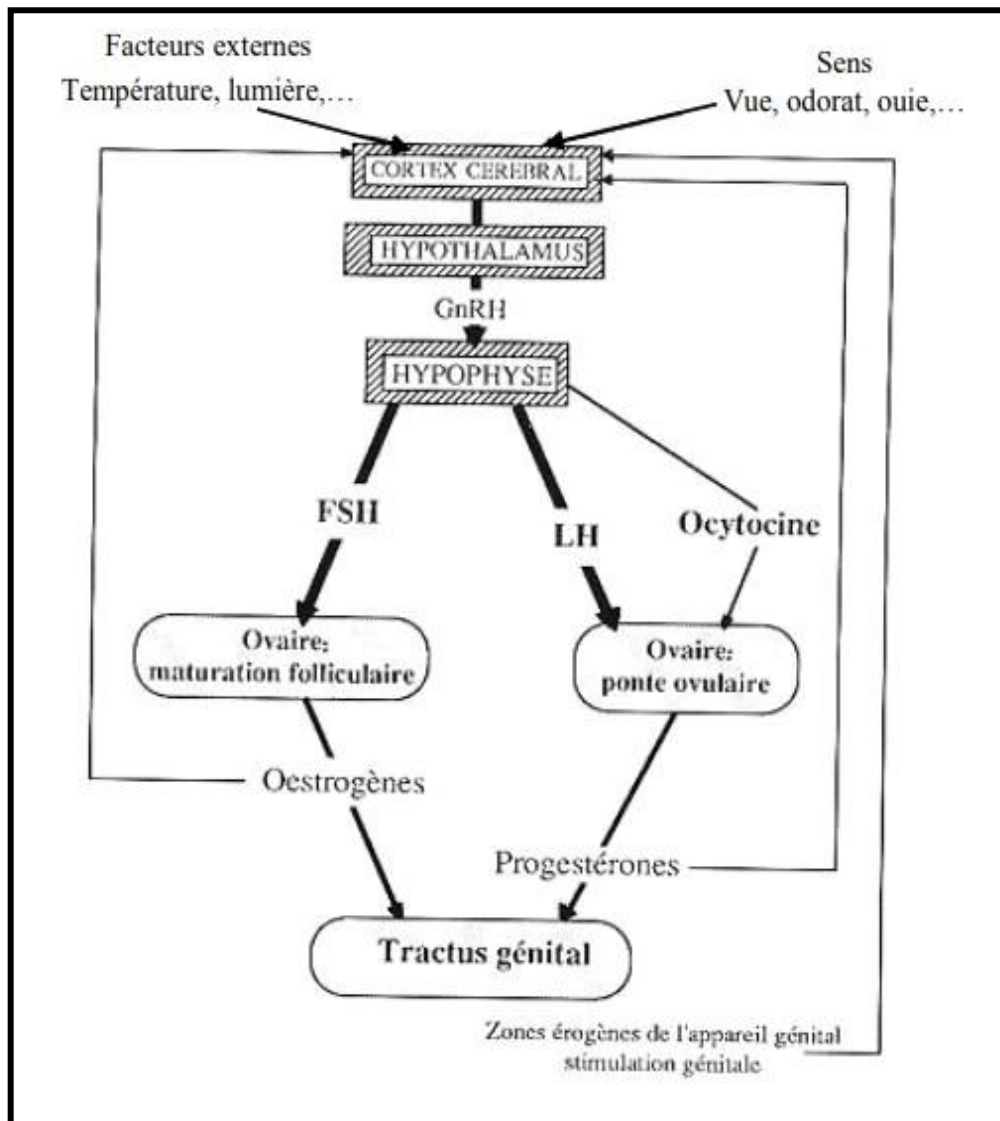 Facteurs externes
Température, lumière,…
Sens
Vue, odorat, ouie,…
CORTEX CEREBRAL
HYPOTHALAMUS
GnRH
HYPOPHYSE
FSH
LH
Ocytocine
Ovaire:
maturation folliculaire
Ovaire:
ponte ovulaire
Oestrogènes
Progestérones
Tractus génital
Zones érogènes de l'appareil génital
stimulation génitale